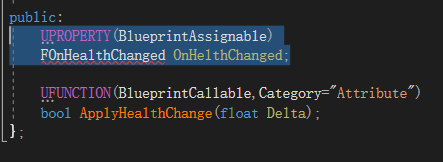 public:
UPROPERTY(BlueprintAssignable)
FOnHealthChanged OnHelthChanged;
UFUNCTION(BlueprintCallable,Category="Attribute")
bool ApplyHealthChange(float Delta);
};